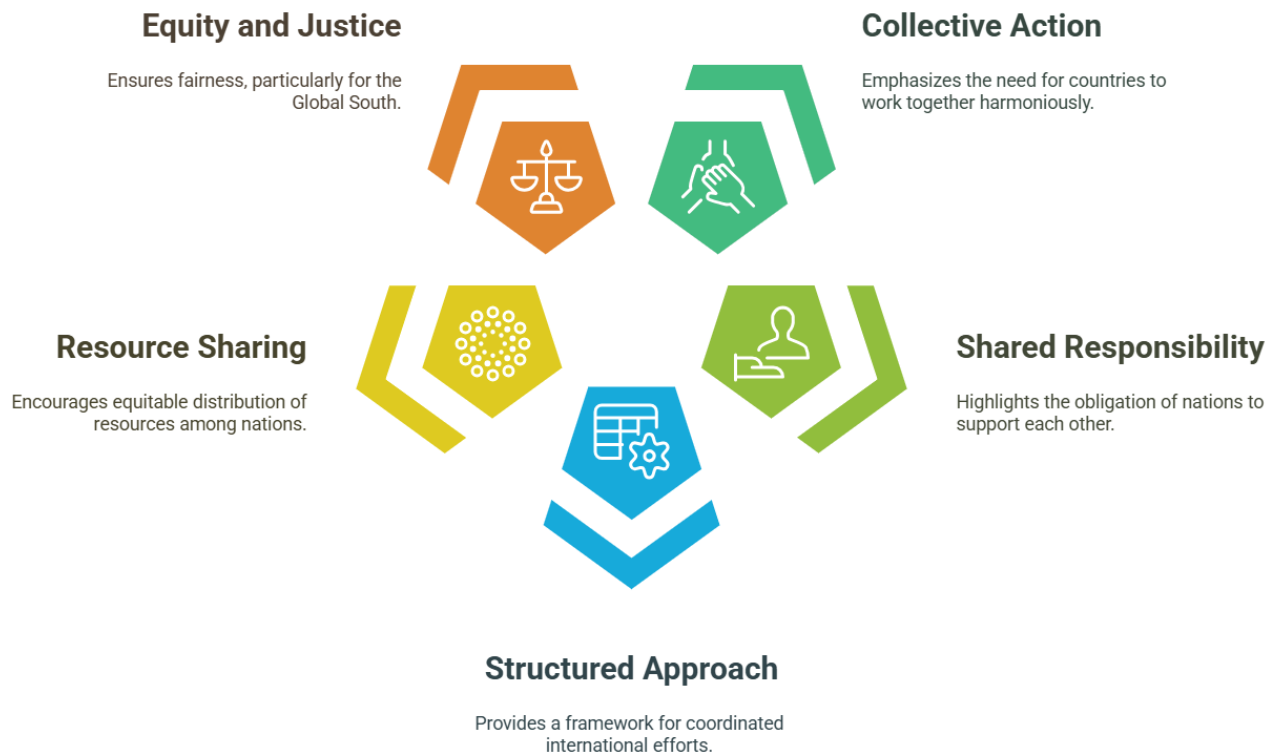 Equity and Justice
Ensures fairness, particularly for the
Global South.
Collective Action
Emphasizes the need for countries to
work together harmoniously.
Resource Sharing
Encourages equitable distribution of
resources among nations.
Shared Responsibility
Highlights the obligation of nations to
support each other.
Structured Approach
Provides a framework for coordinated
international efforts.